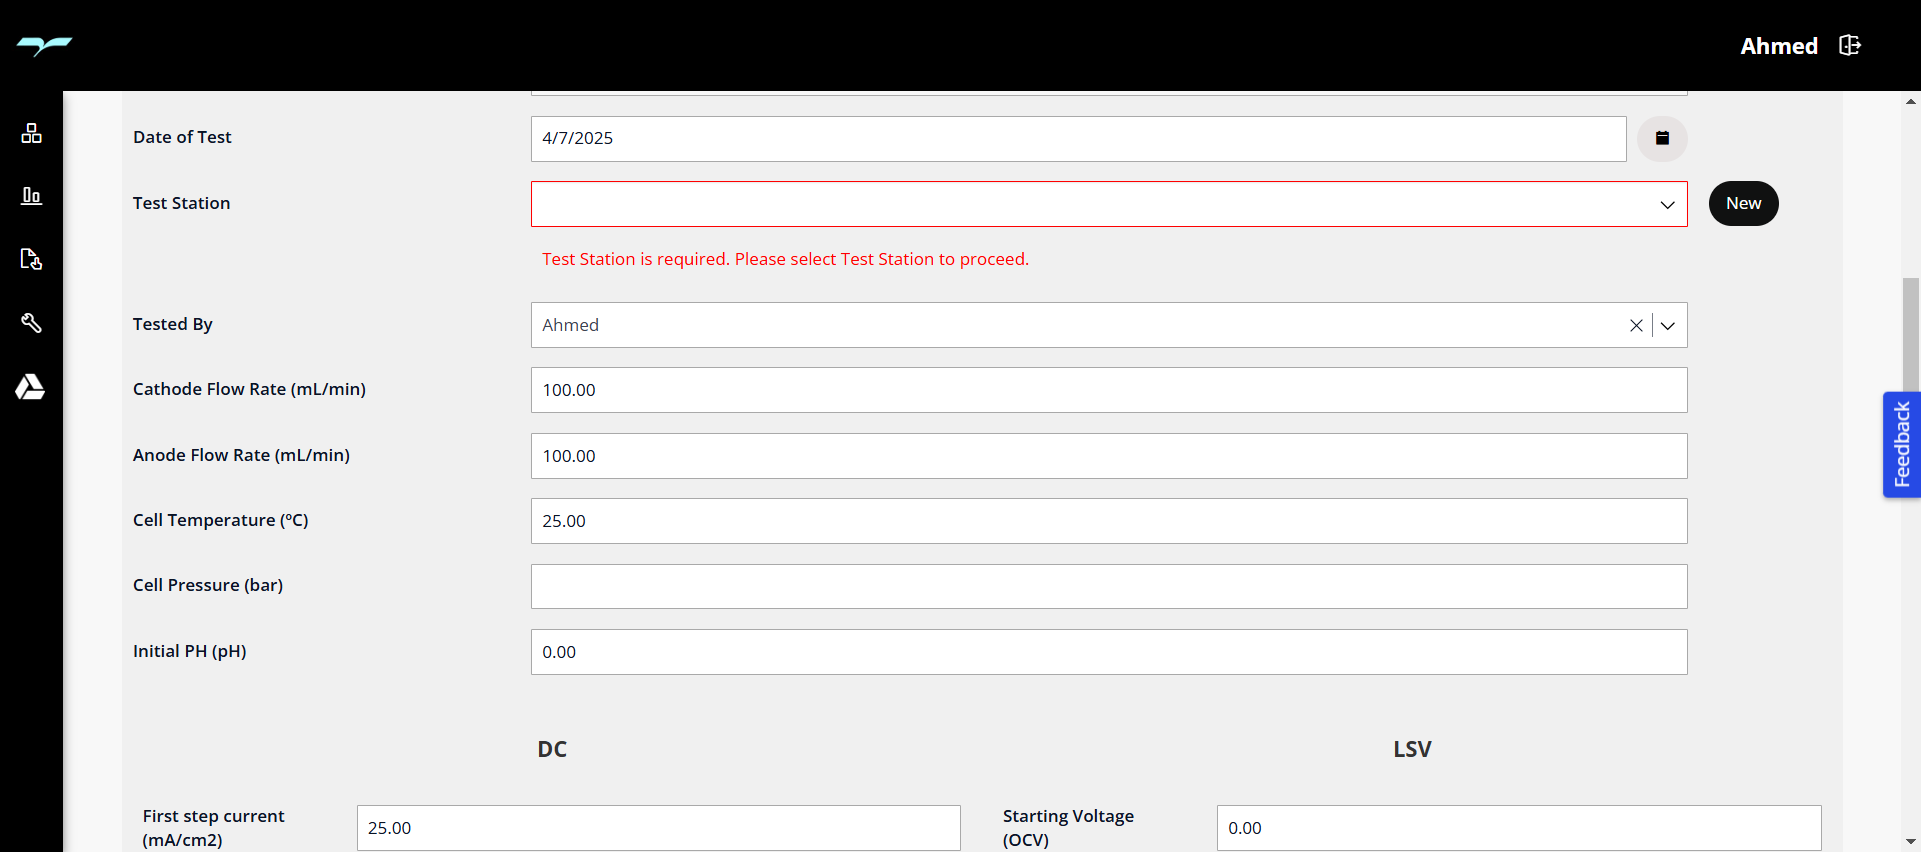 Ahmed
Date of Test
4/7/2025
Test Station
New
Test Station is required. Please select Test Station to proceed.
Tested By
Ahmed
Cathode Flow Rate (mL/min)
100.00
Anode Flow Rate (mL/min)
100.00
Feedback
Cell Temperature (ºC)
25.00
Cell Pressure (bar)
Initial PH (pH)
0.00
DC
LSV
First step current
(mA/cm2)
25.00
Starting Voltage
(OCV)
0.00